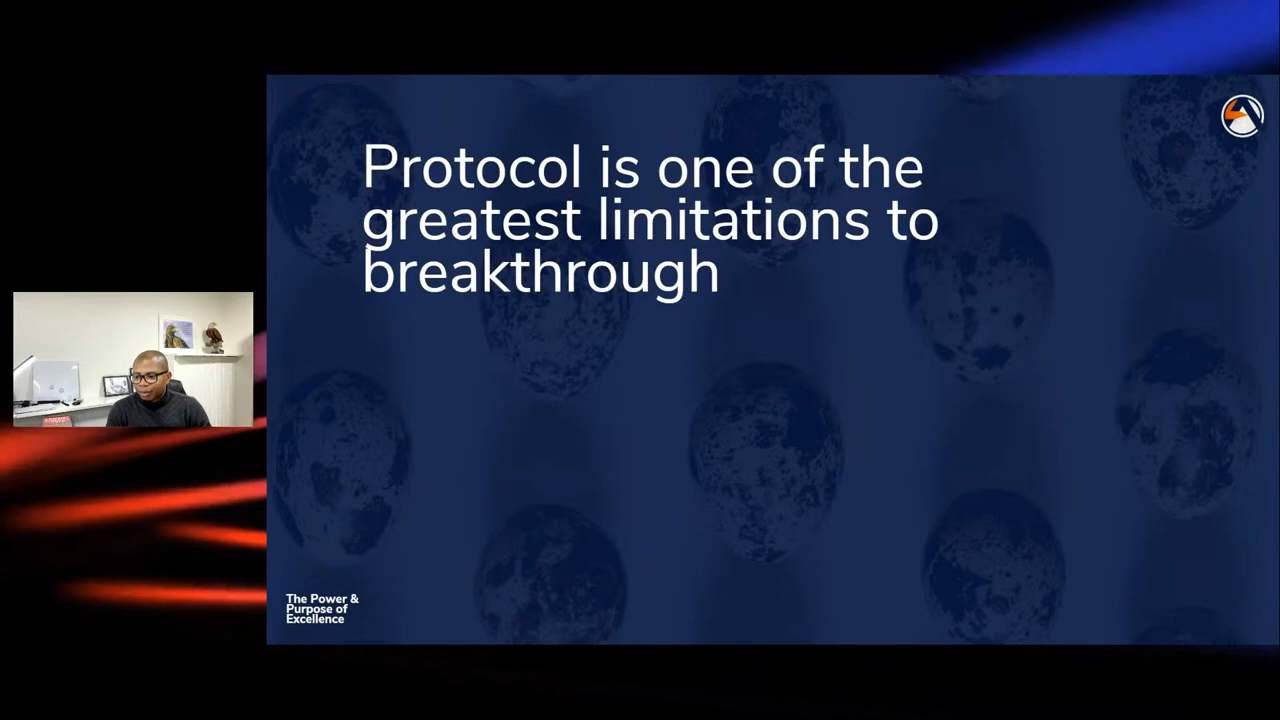 Protocol is one of the
greatest limitations to
breakthrough
The Power &
Purpose of
Excellence